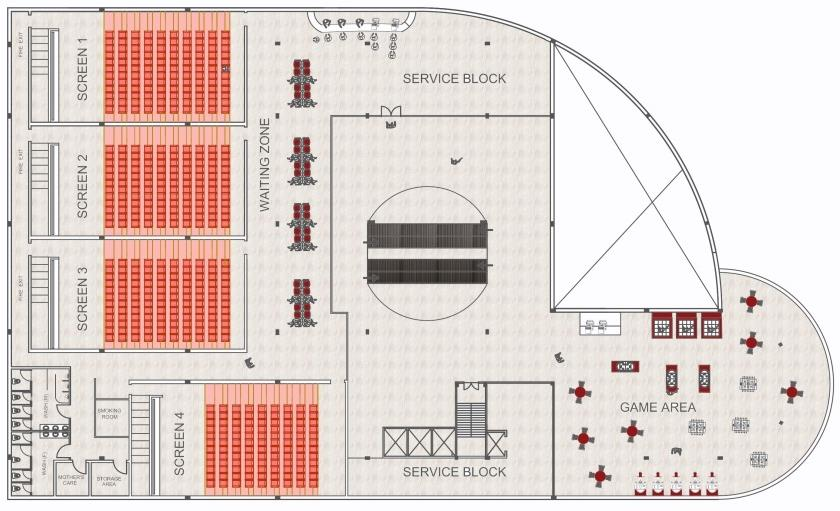 FIRE EXIT
SCREEN 1
SERVICE BLOCK
WAITING ZONE
FIRE EXIT
SCREEN 2
FIRE EXIT
SCREEN 3
WASH (M)
SMOKING
ROOM
SCREEN 4
GAME AREA
WASH (F)
MOTHER'S
CARE
STORAGE
AREA
SERVICE BLOCK